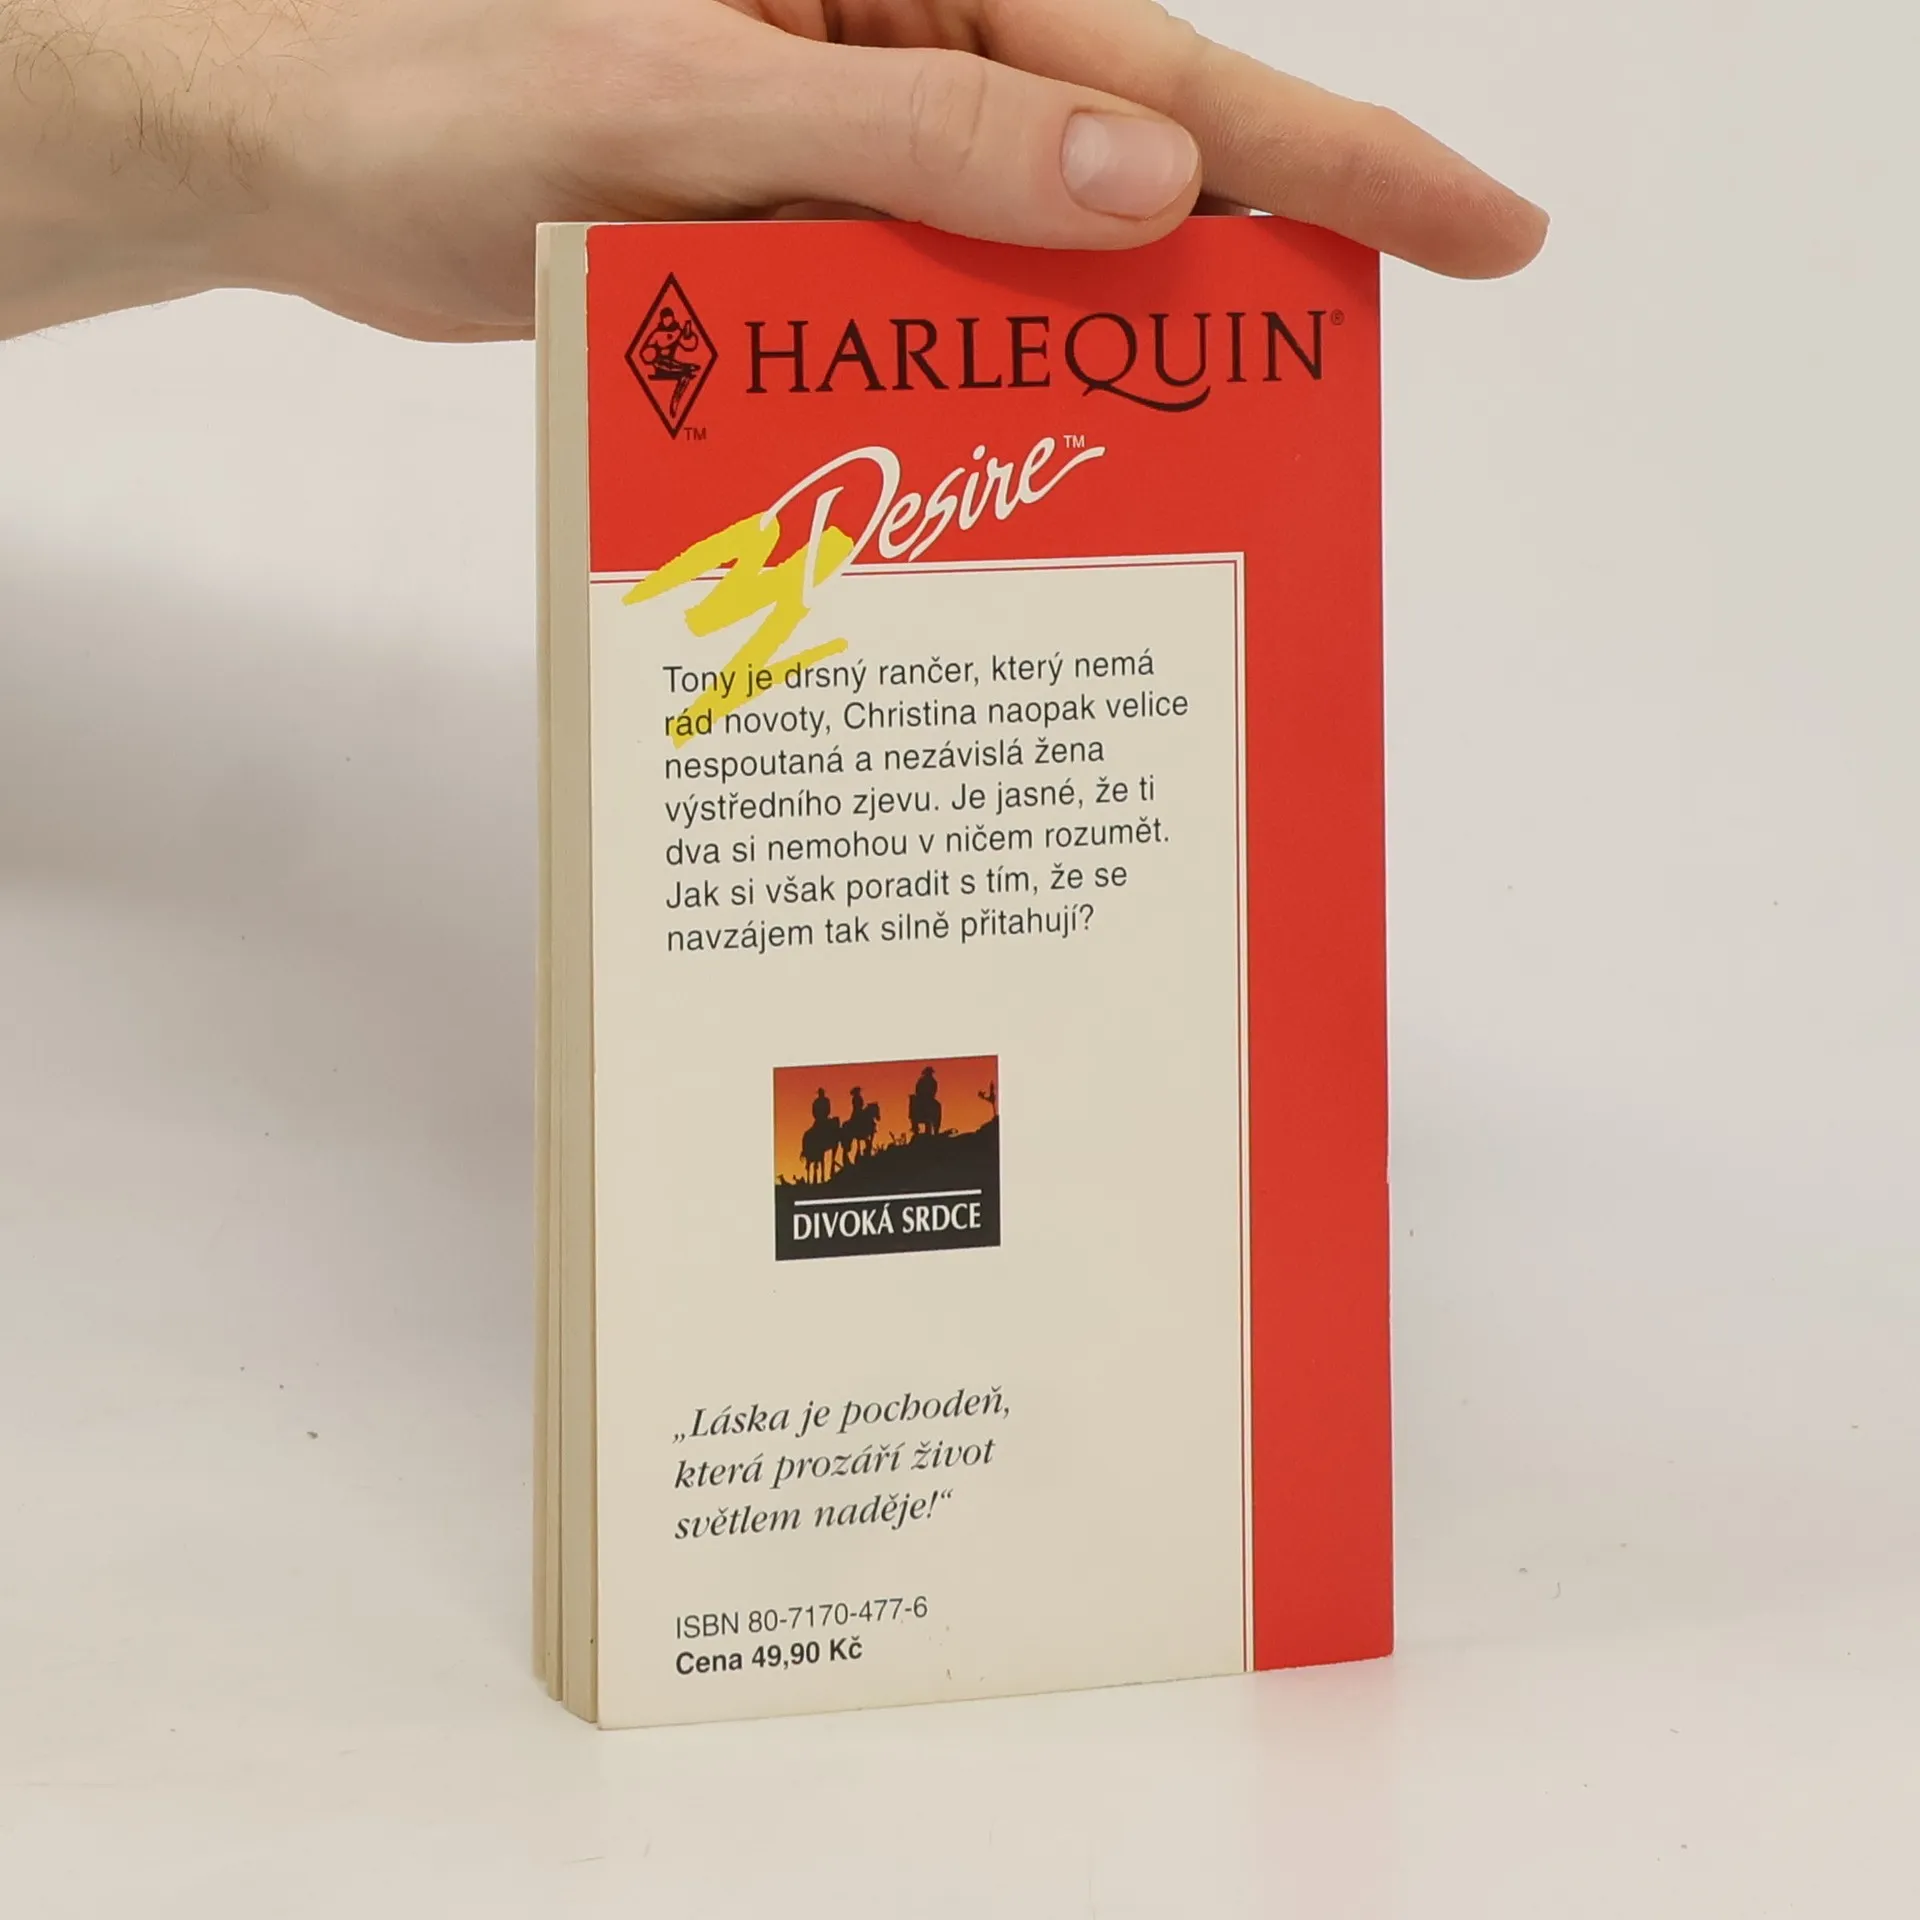 HARLEQUIN®
TM
Desire™
Tony je drsný rančer, který nemá
rád novoty, Christina naopak velice
nespoutaná a nezávislá žena
výstředního zjevu. Je jasné, že ti
dva si nemohou v ničem rozumět.
Jak si však poradit s tím, že se
navzájem tak silně přitahují?
DIVOKÁ SRDCE
„Láska je pochodeň,
která prozáří život
světlem naděje!“
ISBN 80-7170-477-6
Cena 49,90 Kč